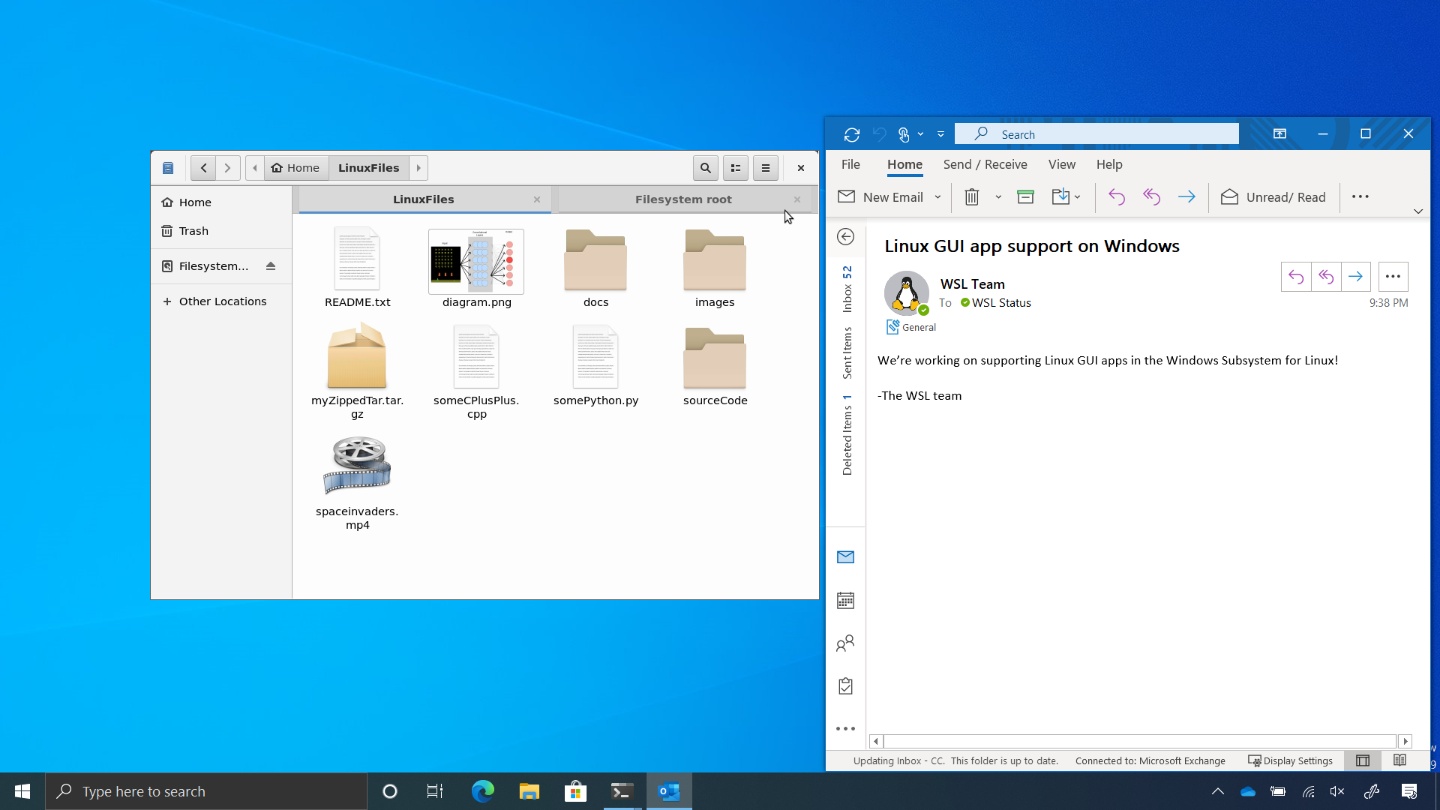 Home
LinuxFiles
LinuxFiles
Filesystem root
Home
Trash
Filesystem...
Other Locations
README.txt
diagram.png
docs
images
myZippedTar.tar.
gz
someCPlusPlus.
cpp
somePython.py
sourceCode
spaceinvaders.
mp4
Search
File
Home
Send / Receive
View
Help
New Email
Unread/ Read
Linux GUI app support on Windows
WSL Team
To WSL Status
9:38 PM
General
Inbox 52
Sent Items
Deleted Items 1
We're working on supporting Linux GUI apps in the Windows Subsystem for Linux!
-The WSL team
Updating Inbox - CC. This folder is up to date.
Connected to: Microsoft Exchange
Display Settings
Type here to search